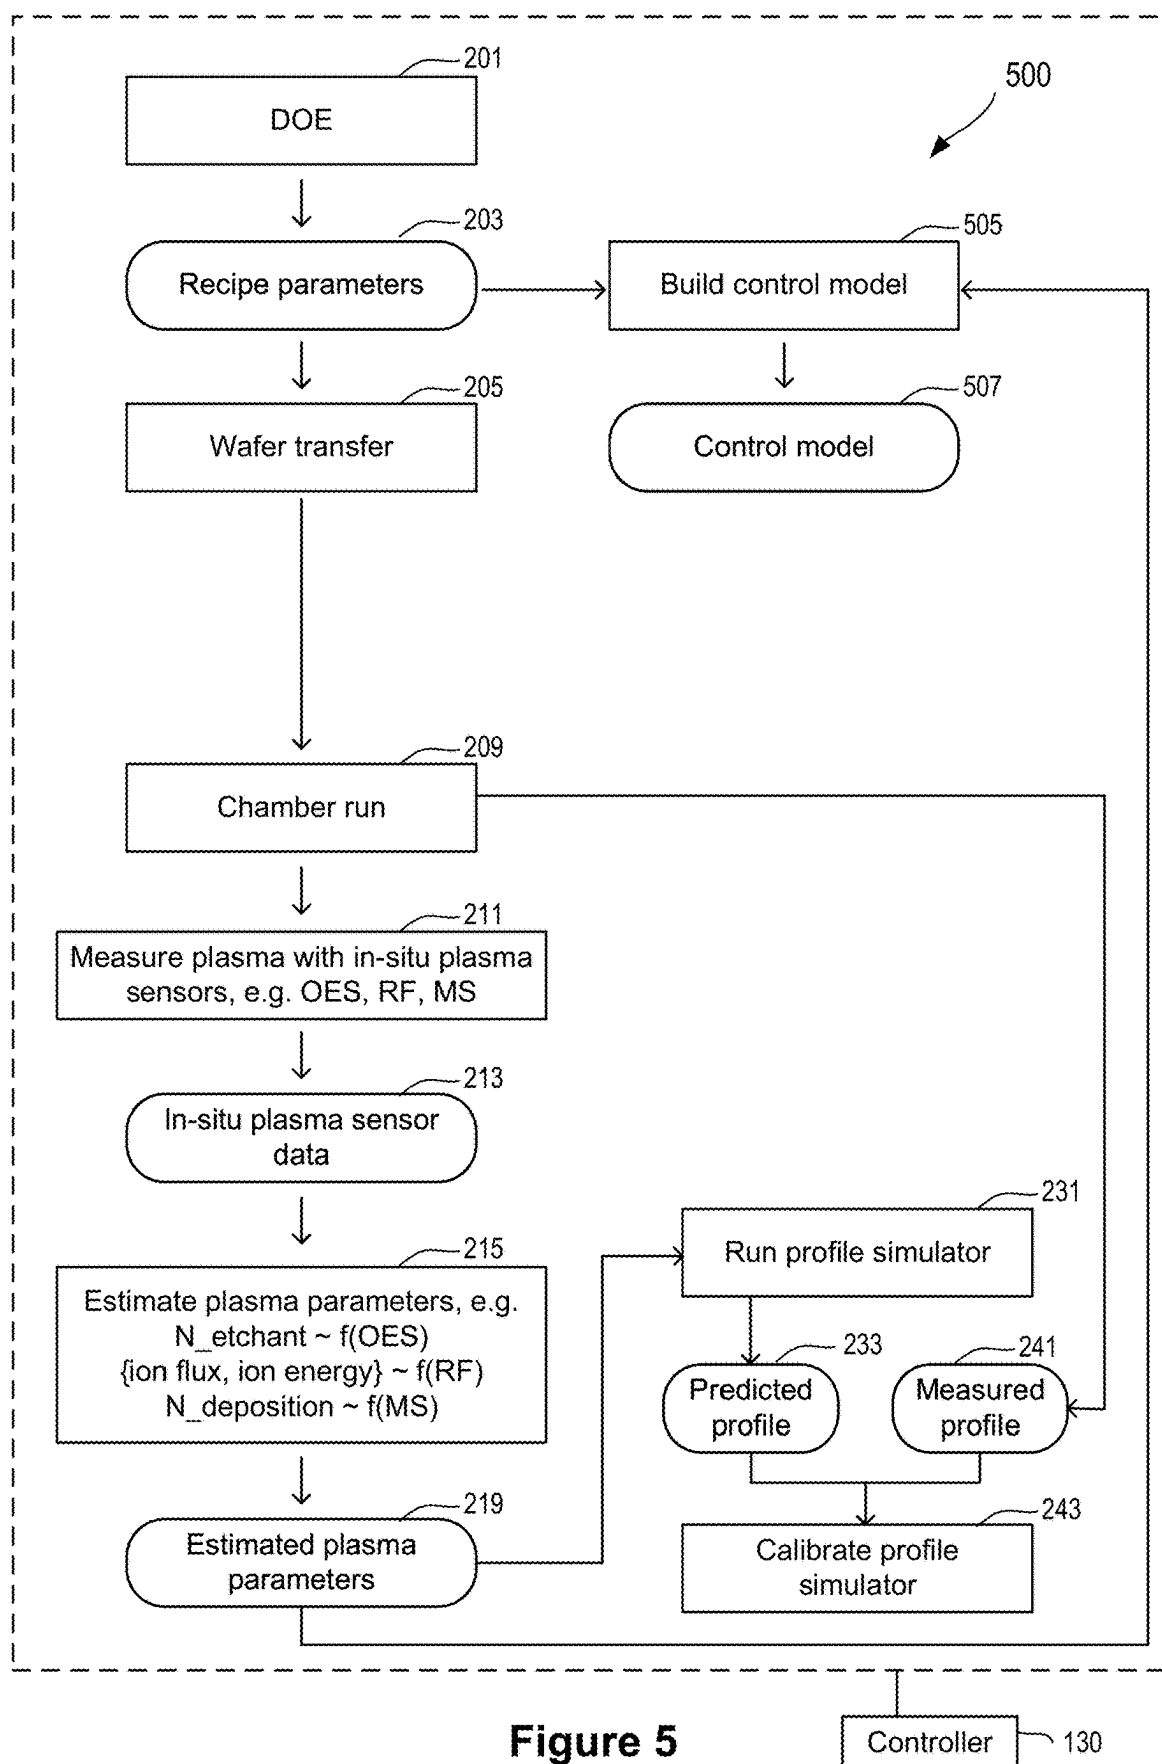 201
DOE
500
203
Recipe parameters
505
Build control model
205
Wafer transfer
507
Control model
209
Chamber run
211
Measure plasma with in-situ plasma
sensors, e.g. OES, RF, MS
213
In-situ plasma sensor
data
215
Estimate plasma parameters, e.g.
N_etchant ~ f(OES)
{ion flux, ion energy} ~ f(RF)
N_deposition ~ f(MS)
231
Run profile simulator
233
Predicted
profile
241
Measured
profile
219
Estimated plasma
parameters
243
Calibrate profile
simulator
Figure 5
Controller
130